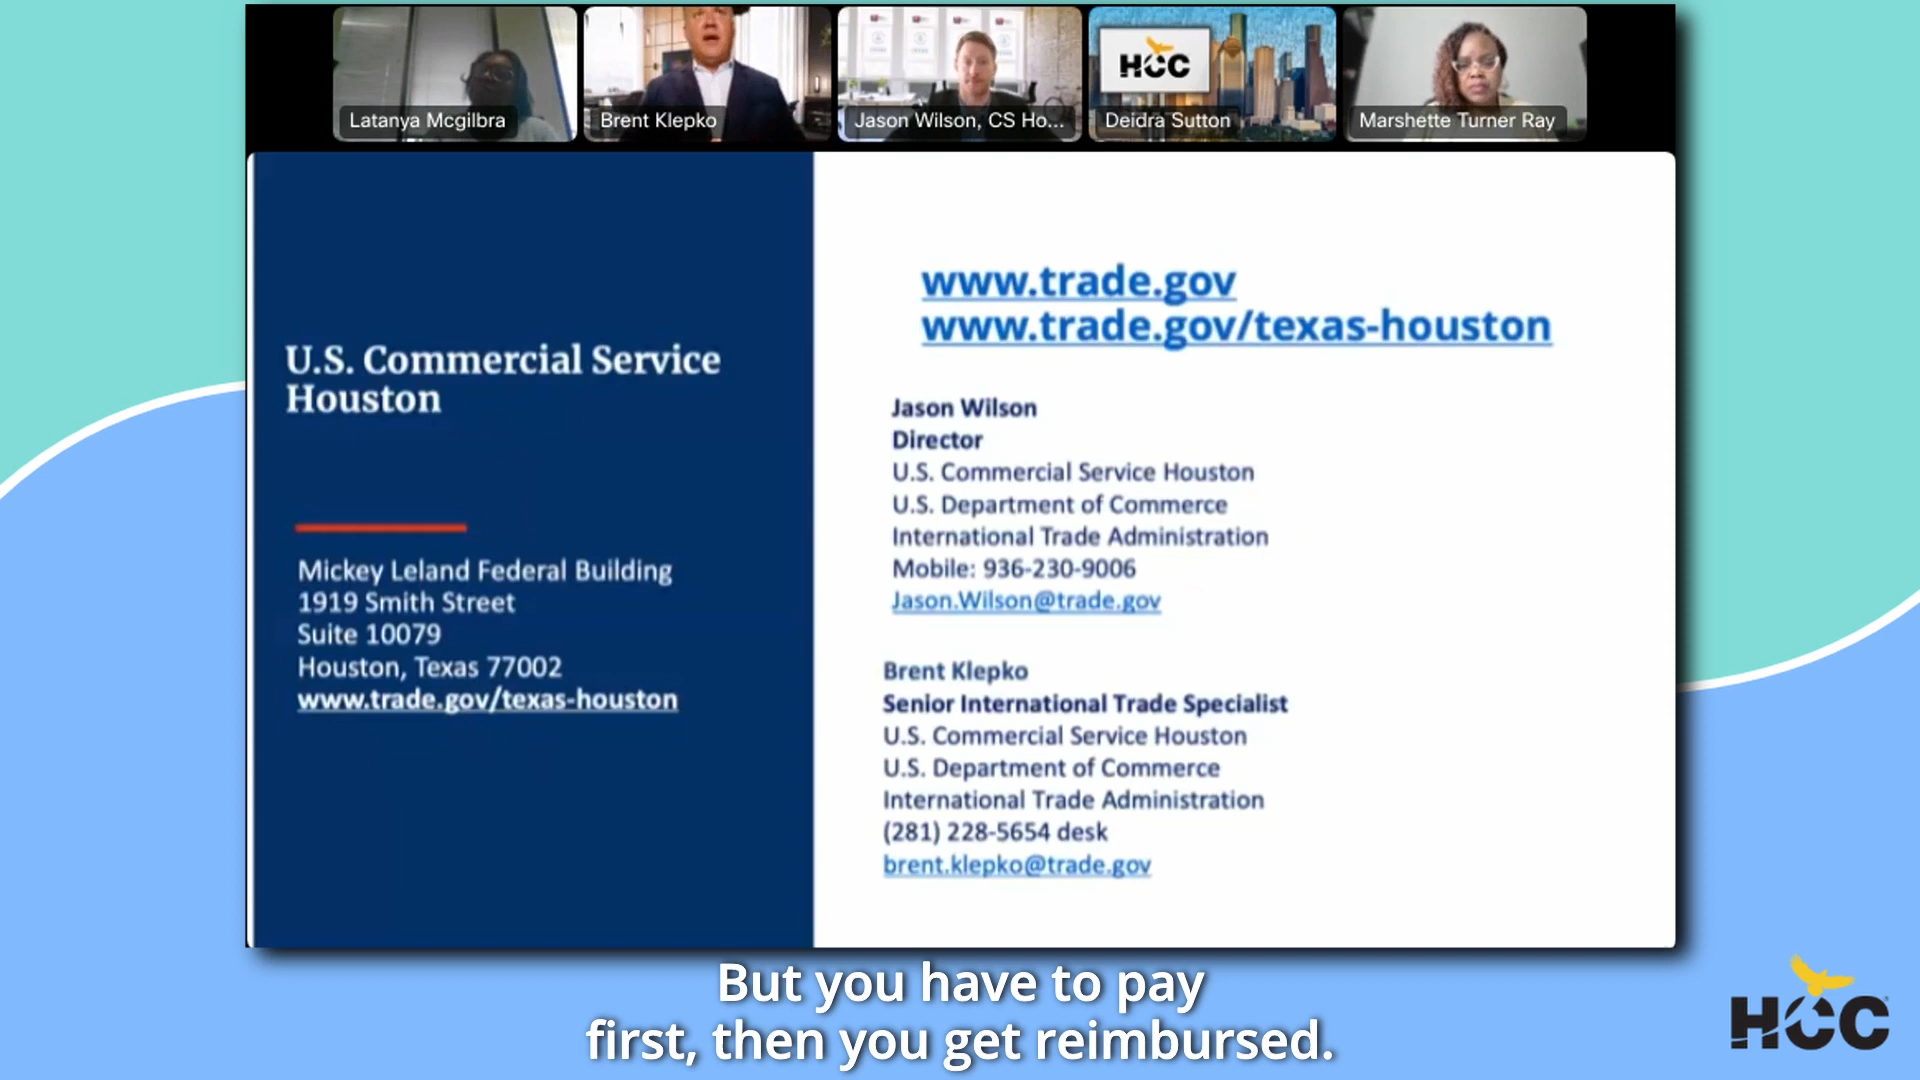 HCC
Latanya Mcgilbra
Brent Klepko
Jason Wilson, CS Ho...
Deidra Sutton
Marshette Turner Ray
U.S. Commercial Service
Houston
Mickey Leland Federal Building
1919 Smith Street
Suite 10079
Houston, Texas 77002
www.trade.gov/texas-houston
www.trade.gov
www.trade.gov/texas-houston
Jason Wilson
Director
U.S. Commercial Service Houston
U.S. Department of Commerce
International Trade Administration
Mobile: 936-230-9006
Jason.Wilson@trade.gov
Brent Klepko
Senior International Trade Specialist
U.S. Commercial Service Houston
U.S. Department of Commerce
International Trade Administration
(281) 228-5654 desk
brent.klepko@trade.gov
But you have to pay
first, then you get reimbursed.
HCC